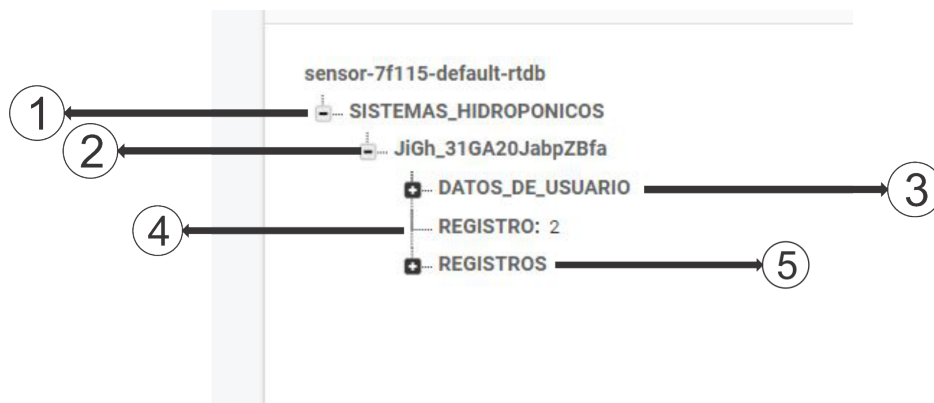 sensor-7f115-default-rtdb
1 SISTEMAS_HIDROPONICOS
2 JiGh_31GA20JabpZBfa
DATOS_DE_USUARIO 3
4 REGISTRO: 2
REGISTROS 5